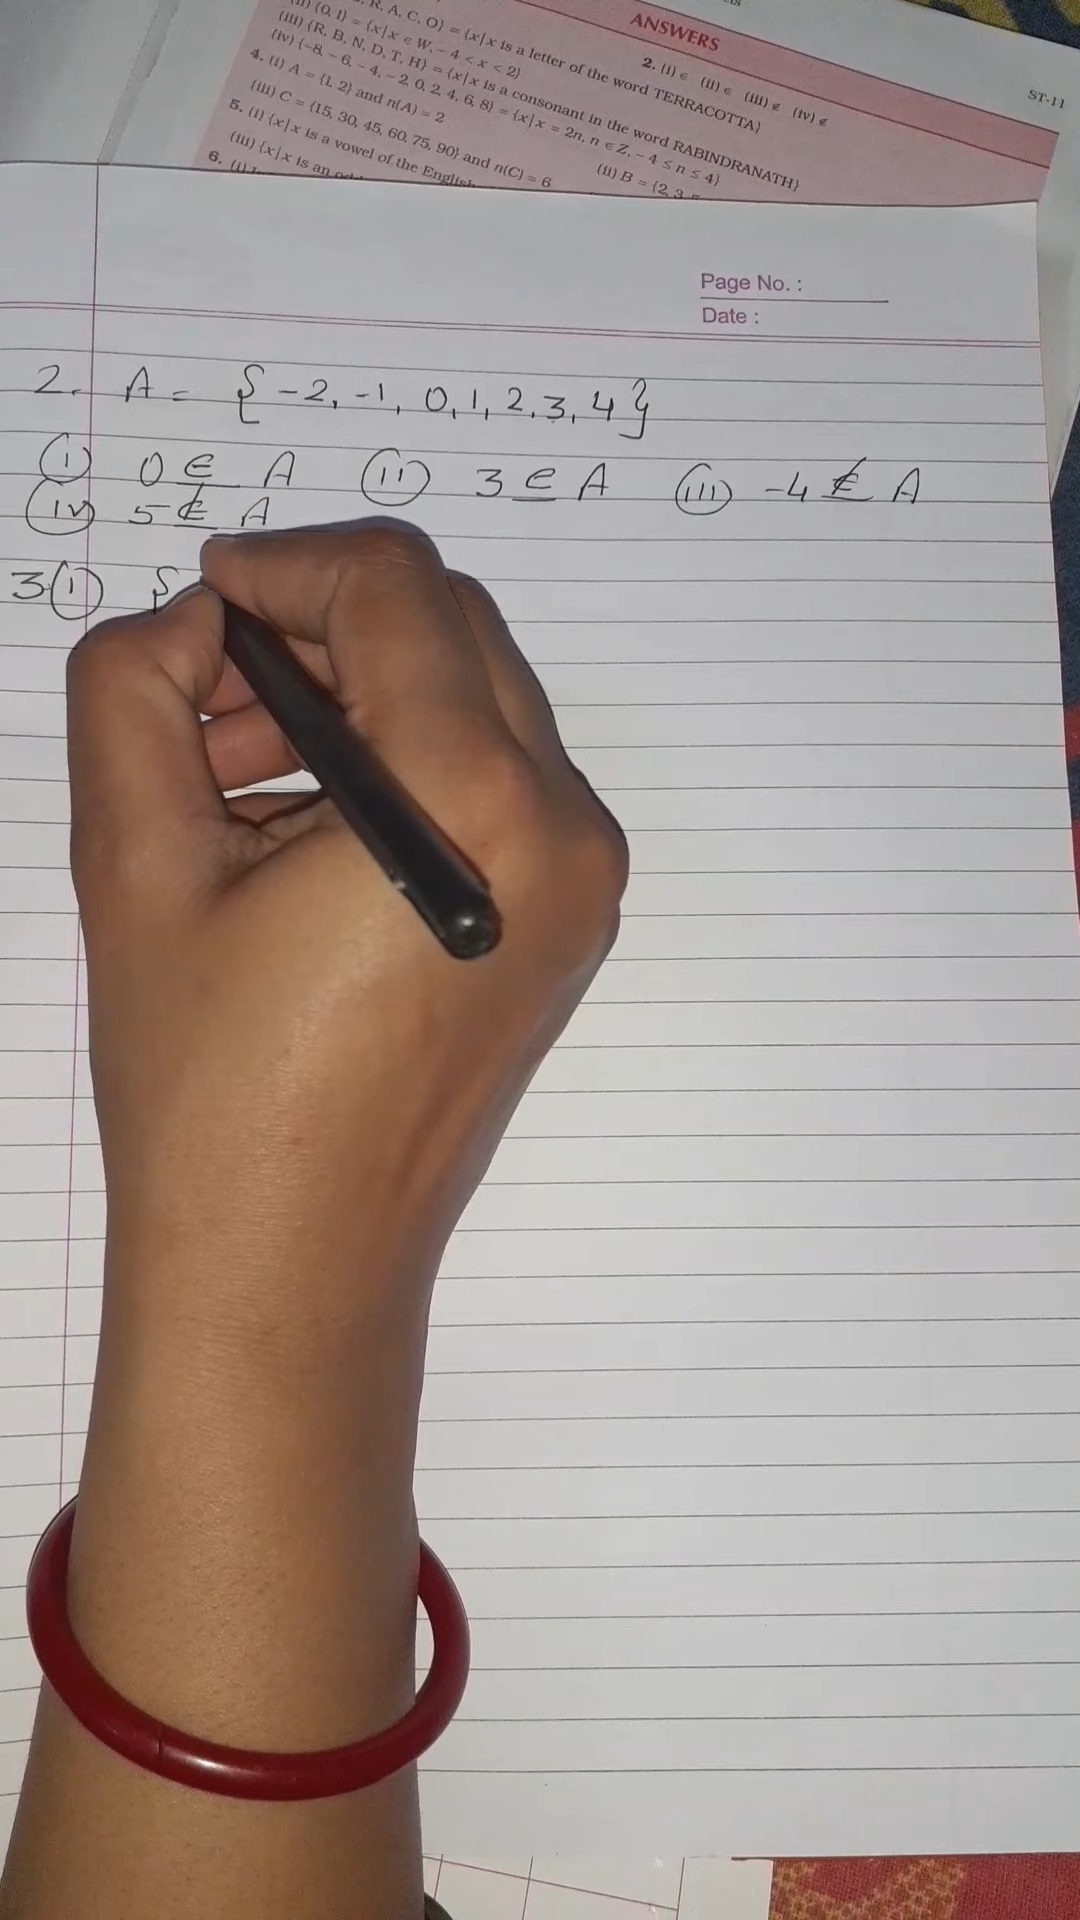 ANSWERS
R, A, C, O} = {x|x is a letter of the word TERRACOTTA}
2. (i) ∈ (ii) ∈ (iii) ∉ (iv) ∉
ST-11
(ii) {0, 1} = {x|x ∈ W, – 4 < x < 2}
(iii) {R, B, N, D, T, H} = {x|x is a consonant in the word RABINDRANATH}
(iv) {–8, – 6, – 4, – 2, 0, 2, 4, 6, 8} = {x|x = 2n, n ∈ Z, – 4 ≤ n ≤ 4}
4. (i) A = {1, 2} and n(A) = 2
(ii) B = {2, 3,
(iii) C = {15, 30, 45, 60, 75, 90} and n(C) = 6
5. (i) {x|x is a vowel of the English
(iii) {x|x is an
6. (i)
Page No. :
Date :
2. A = {-2, -1, 0, 1, 2, 3, 4}
(i) 0 ∈ A (ii) 3 ∈ A (iii) -4 ∉ A
(iv) 5 ∉ A
3 (i) {